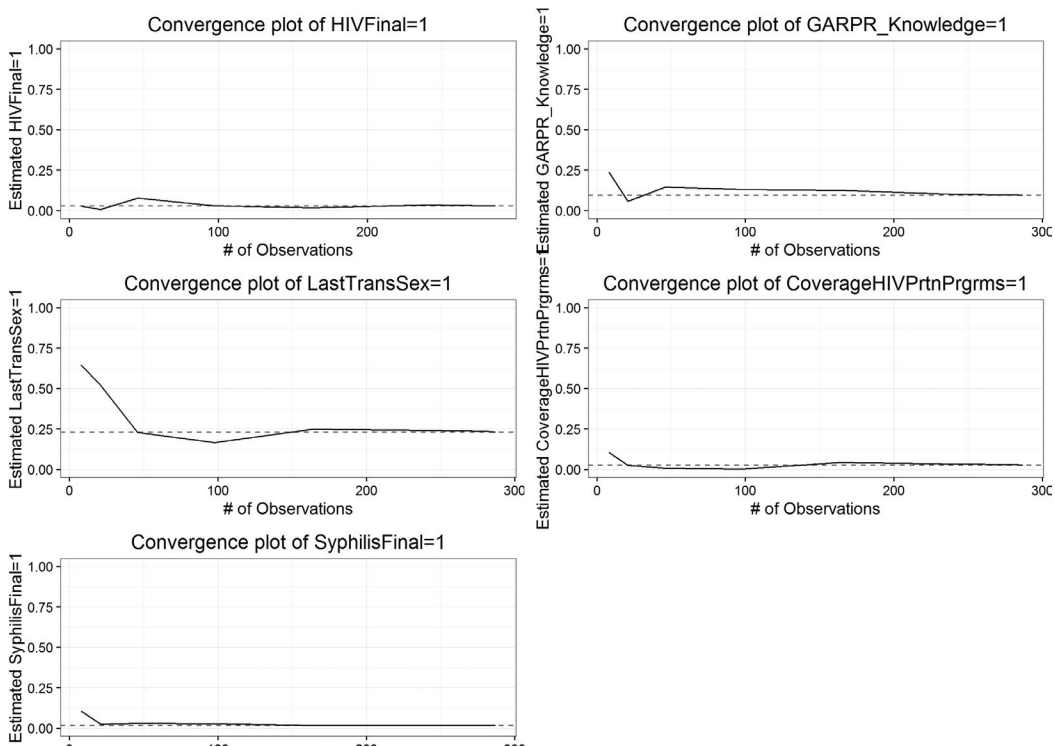 Convergence plot of HIVFinal=1
Estimated HIVFinal=1
1.00
0.75
0.50
0.25
0.00
0
100
200
# of Observations
Convergence plot of GARPR_Knowledge=1
Estimated GARPR_Knowledge=1
1.00
0.75
0.50
0.25
0.00
0
100
200
300
# of Observations
Convergence plot of LastTransSex=1
Estimated LastTransSex=1
1.00
0.75
0.50
0.25
0.00
0
100
200
300
# of Observations
Convergence plot of CoverageHIVPrtnPrgrms=1
Estimated CoverageHIVPrtnPrgrms=1
1.00
0.75
0.50
0.25
0.00
0
100
200
300
# of Observations
Convergence plot of SyphilisFinal=1
Estimated SyphilisFinal=1
1.00
0.75
0.50
0.25
0.00